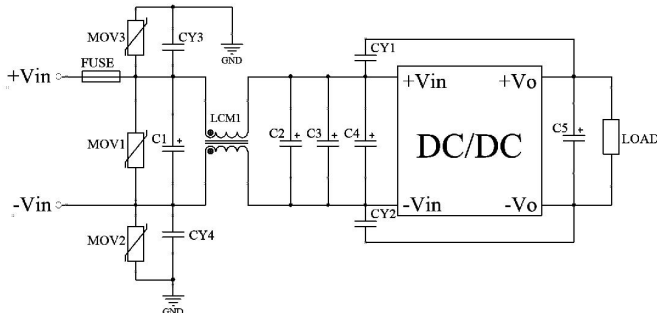 MOV3
CY3
GND
CY1
+Vin
FUSE
+Vin
+Vo
LCM1
MOV1
C1
+
C2
+
C3
+
C4
+
DC/DC
C5
+
LOAD
-Vin
-Vin
-Vo
MOV2
CY4
CY2
GND